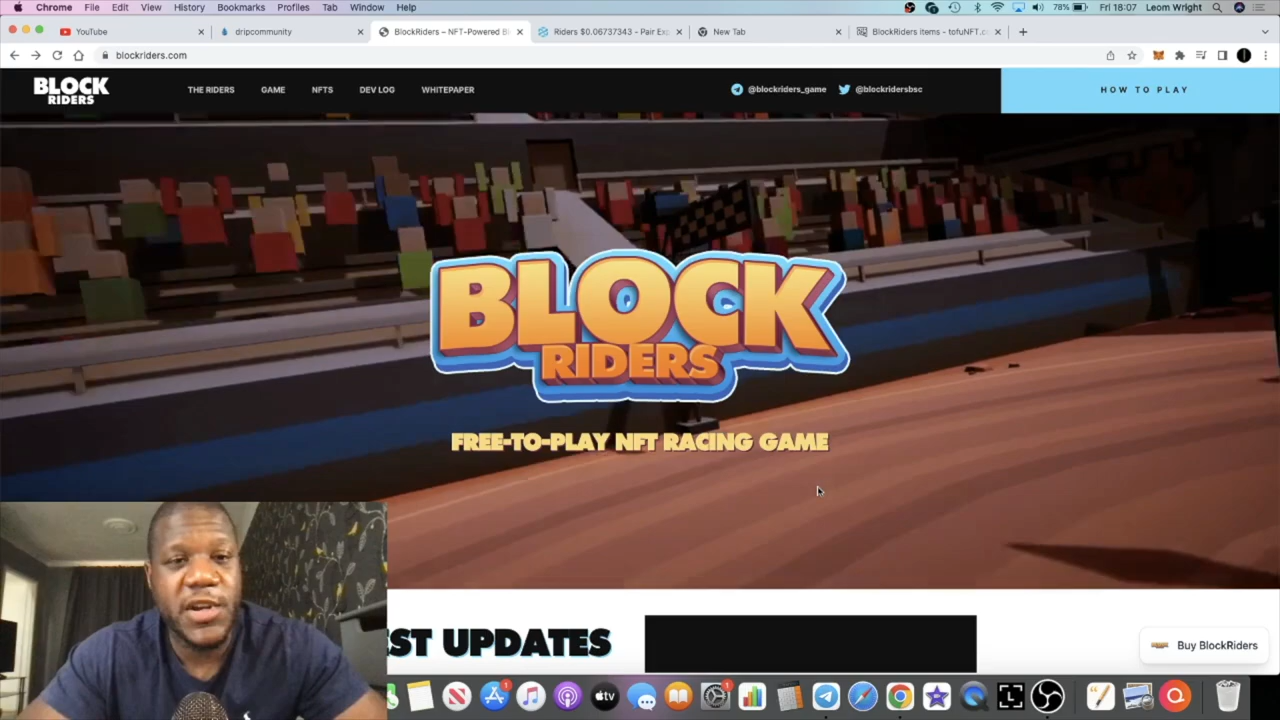 Chrome File Edit View History Bookmarks Profiles Tab Window Help 78% Fri 18:07 Leom Wright
YouTube dripcommunity BlockRiders – NFT-Powered Bl Riders $0.06737343 - Pair Exp New Tab BlockRiders items - tofuNFT.c
blockriders.com
BLOCK
RIDERS
THE RIDERS GAME NFTS DEV LOG WHITEPAPER @blockriders_game @blockridersbsc HOW TO PLAY
BLOCK
RIDERS
FREE-TO-PLAY NFT RACING GAME
EST UPDATES
Buy BlockRiders
1 tv 1 L